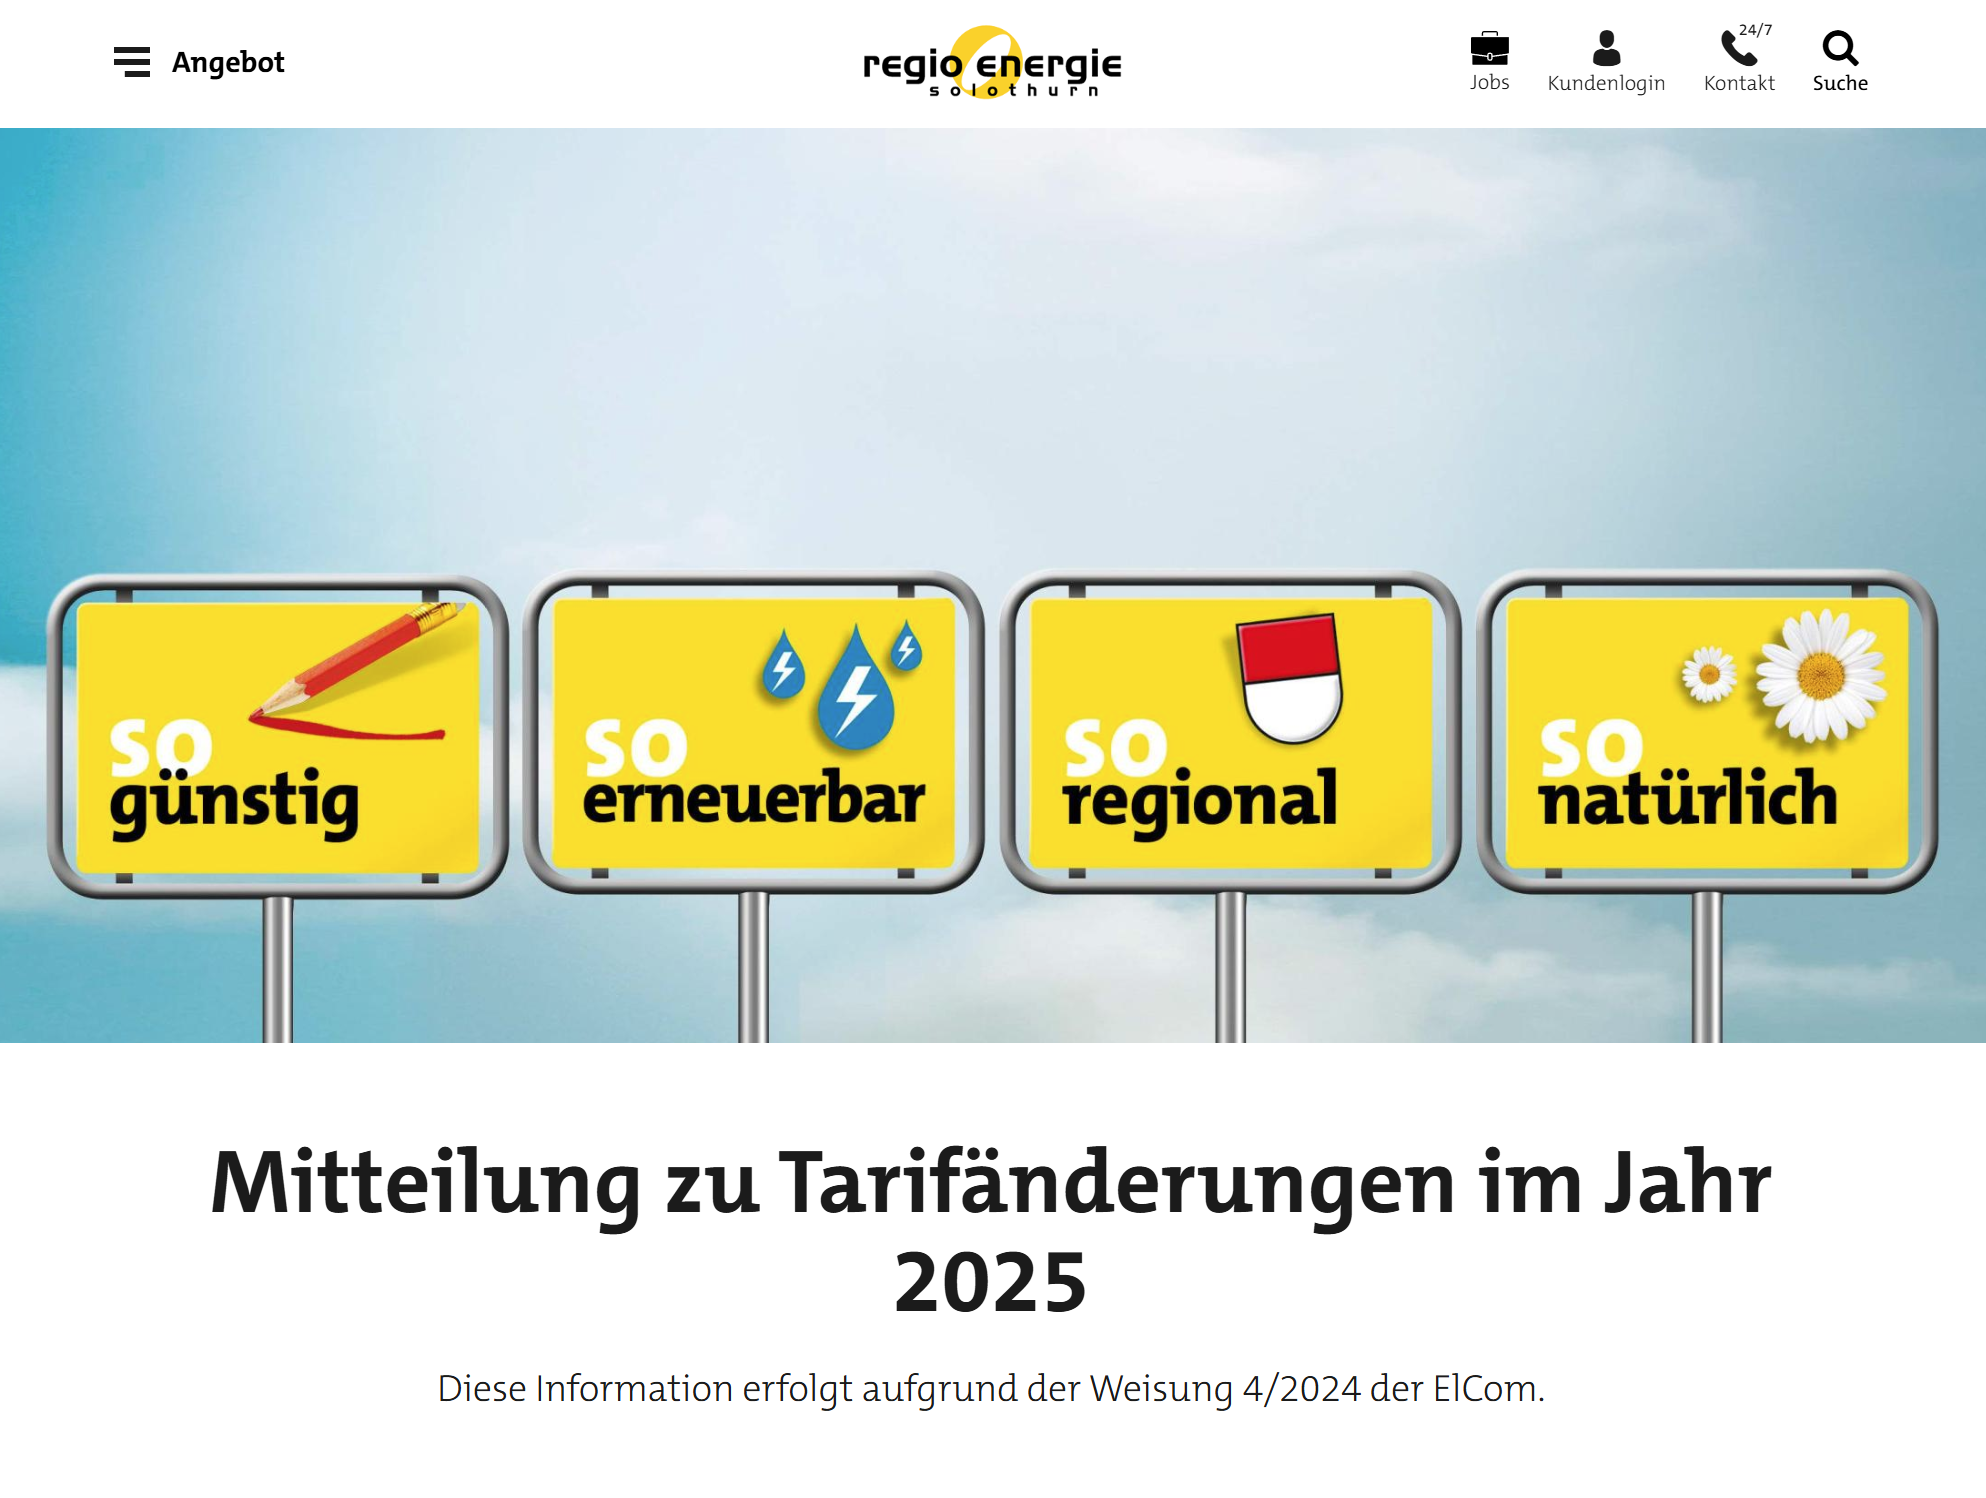 Angebot
regio energie
solothurn
Jobs
Kundenlogin
24/7
Kontakt
Suche
so
günstig
so
erneuerbar
so
regional
so
natürlich
Mitteilung zu Tarifänderungen im Jahr
2025
Diese Information erfolgt aufgrund der Weisung 4/2024 der ElCom.